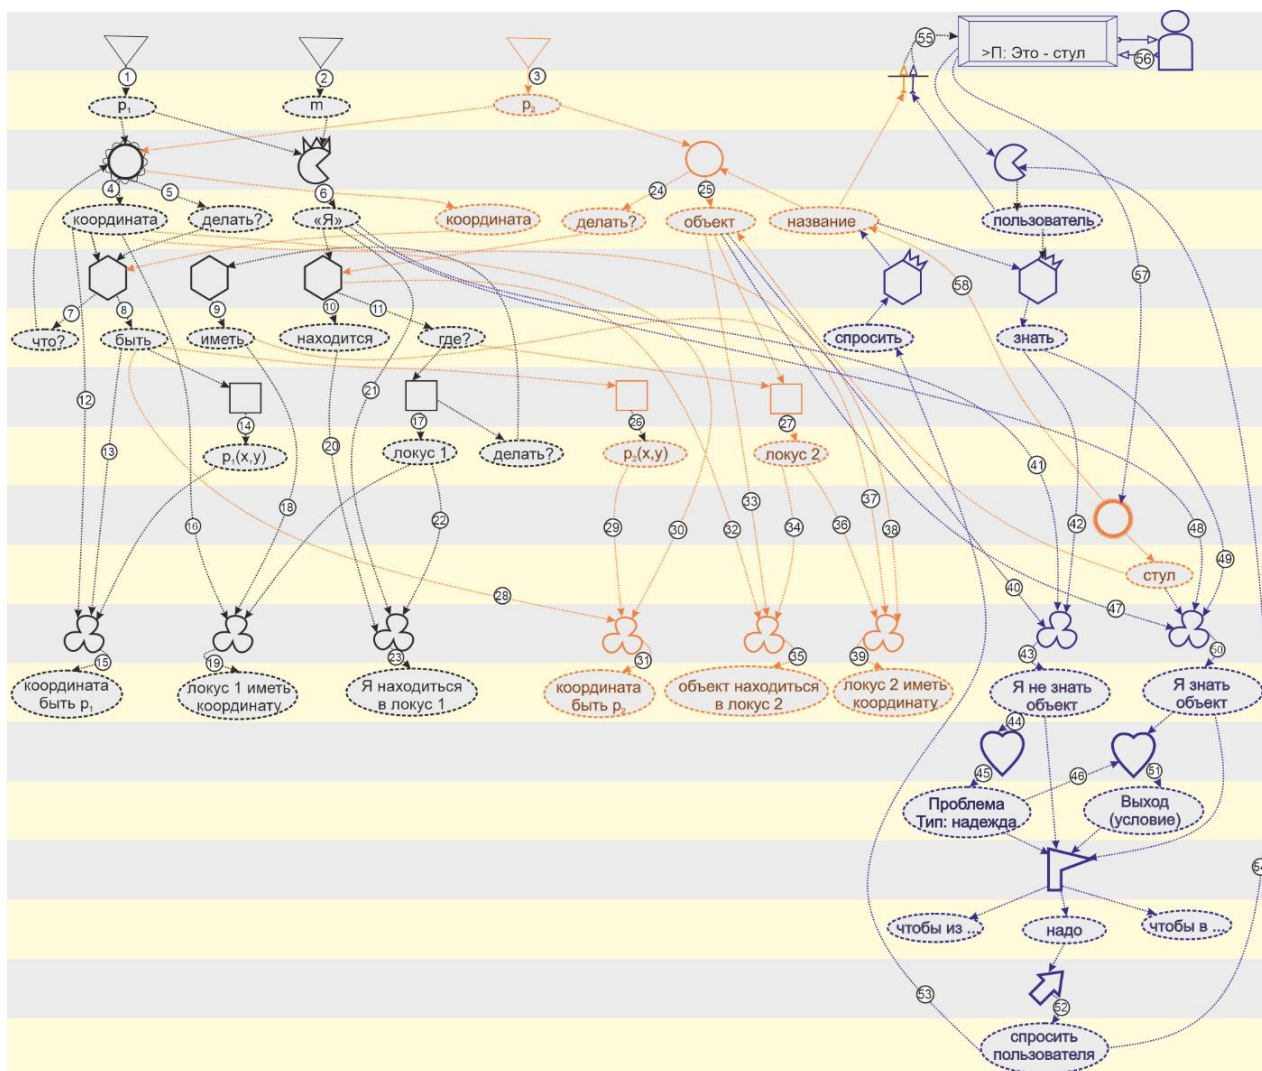 55
>П: Это - стул
56
1
2
3
p₁
m
p₂
4
5
6
24
25
координата
делать?
«Я»
координата
делать?
объект
название
пользователь
57
58
7
8
9
10
11
что?
быть
иметь
находится
где?
спросить
знать
12
21
13
14
20
17
26
27
p₁(x,y)
локус 1
делать?
p₂(x,y)
локус 2
41
16
18
22
33
37
29
30
32
34
36
38
42
48
49
стул
28
40
47
15
19
23
31
35
39
43
50
координата
быть p₁
локус 1 иметь
координату
Я находиться
в локус 1
координата
быть p₂
объект находиться
в локус 2
локус 2 иметь
координату
Я не знать
объект
Я знать
объект
44
45
46
51
Проблема
Тип: надежда
Выход
(условие)
54
чтобы из ...
надо
чтобы в ...
53
52
спросить
пользователя